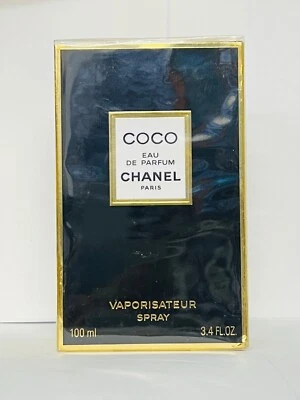 COCO
EAU
DE PARFUM
CHANEL
PARIS
VAPORISATEUR
SPRAY
100 ml 3.4 FL.OZ.